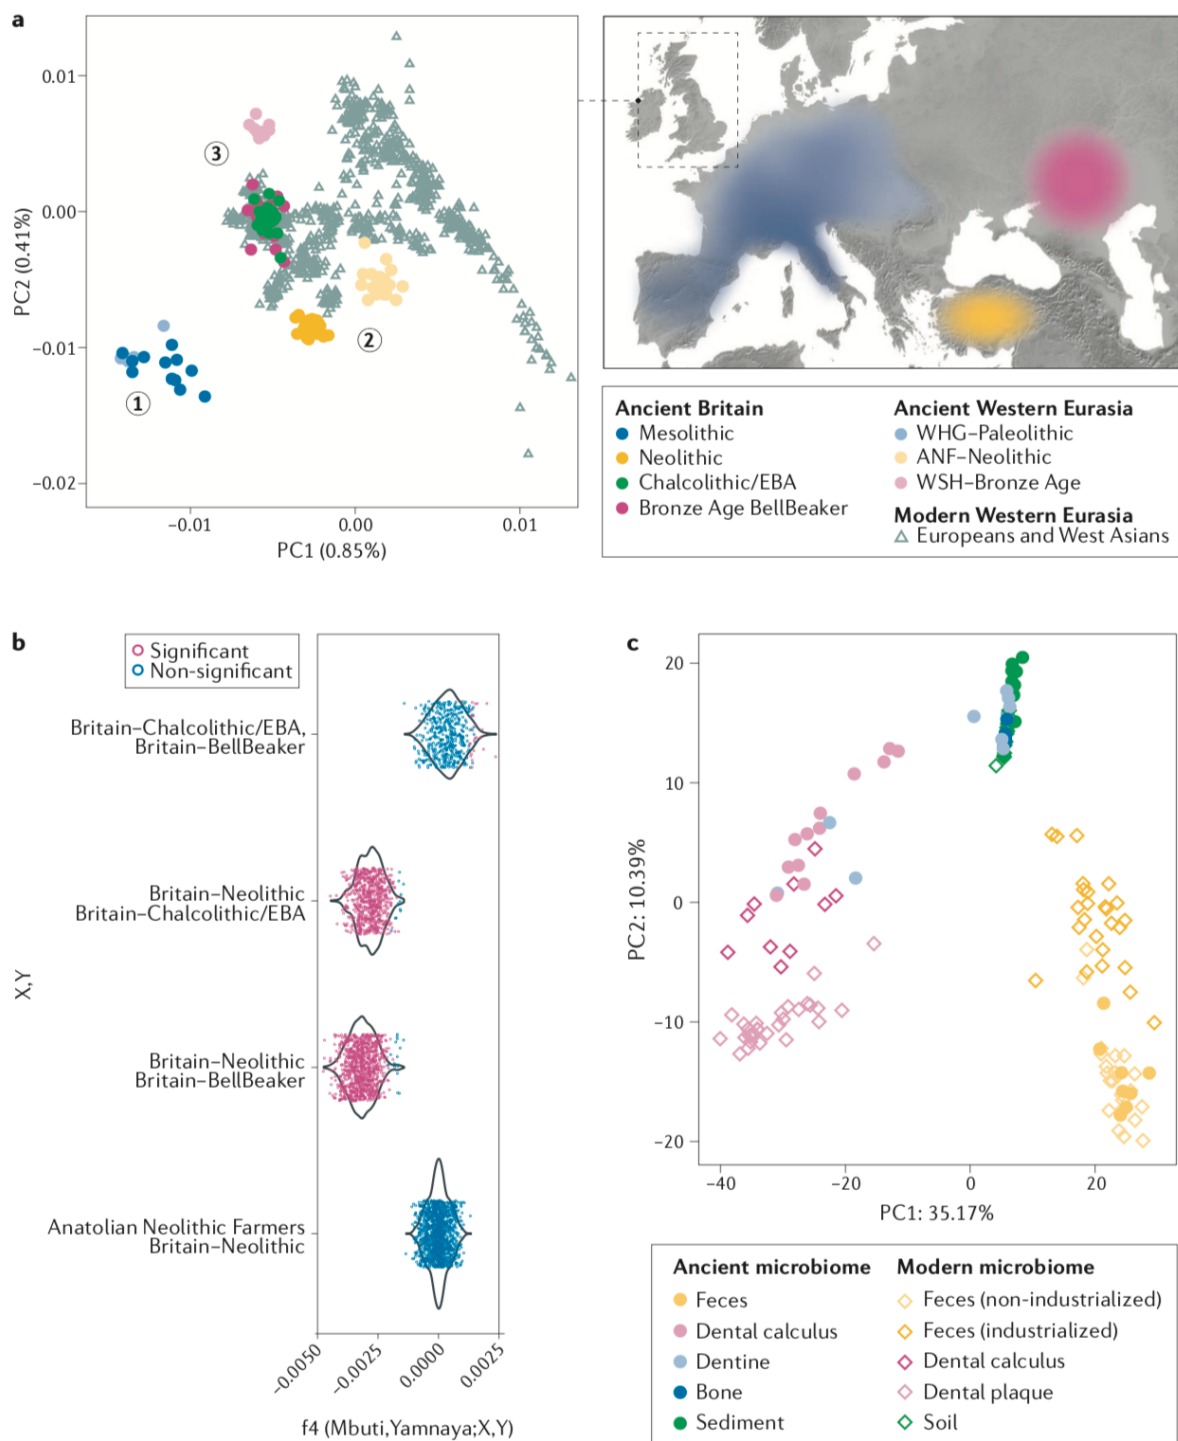 a
0.01
0.00
−0.01
−0.02
PC2 (0.41%)
3
2
1
−0.01
0.00
0.01
PC1 (0.85%)
Ancient Britain
Mesolithic
Neolithic
Chalcolithic/EBA
Bronze Age BellBeaker
Ancient Western Eurasia
WHG–Paleolithic
ANF–Neolithic
WSH–Bronze Age
Modern Western Eurasia
Europeans and West Asians
b
Significant
Non-significant
Britain–Chalcolithic/EBA,
Britain–BellBeaker
Britain–Neolithic
Britain–Chalcolithic/EBA
X,Y
Britain–Neolithic
Britain–BellBeaker
Anatolian Neolithic Farmers
Britain–Neolithic
−0.0050
−0.0025
0.0000
0.0025
f4 (Mbuti,Yamnaya;X,Y)
c
20
10
0
−10
−20
PC2: 10.39%
−40
−20
0
20
PC1: 35.17%
Ancient microbiome
Feces
Dental calculus
Dentine
Bone
Sediment
Modern microbiome
Feces (non-industrialized)
Feces (industrialized)
Dental calculus
Dental plaque
Soil